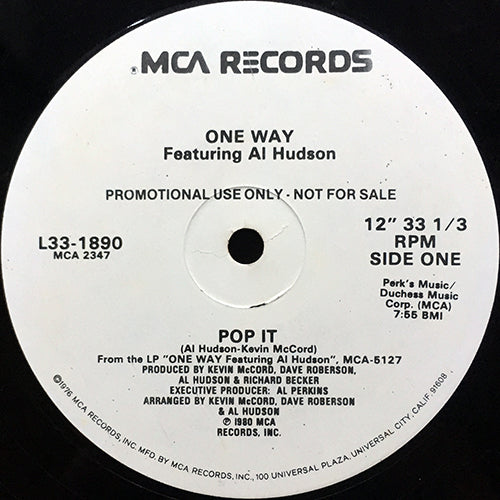 MCA RECORDS
ONE WAY
Featuring Al Hudson
PROMOTIONAL USE ONLY - NOT FOR SALE
L33-1890
MCA 2347
12" 33 1/3
RPM
SIDE ONE
Perk's Music/
Duchess Music
Corp. (MCA)
7:55 BMI
POP IT
(Al Hudson-Kevin McCord)
From the LP "ONE WAY Featuring Al Hudson", MCA-5127
PRODUCED BY KEVIN McCORD, DAVE ROBERSON,
AL HUDSON & RICHARD BECKER
EXECUTIVE PRODUCER: AL PERKINS
ARRANGED BY KEVIN McCORD, DAVE ROBERSON
& AL HUDSON
Ⓟ 1980 MCA
RECORDS, INC.
©1976 MCA RECORDS, INC. MFD. BY MCA RECORDS, INC., 100 UNIVERSAL PLAZA, UNIVERSAL CITY, CALIF. 91608